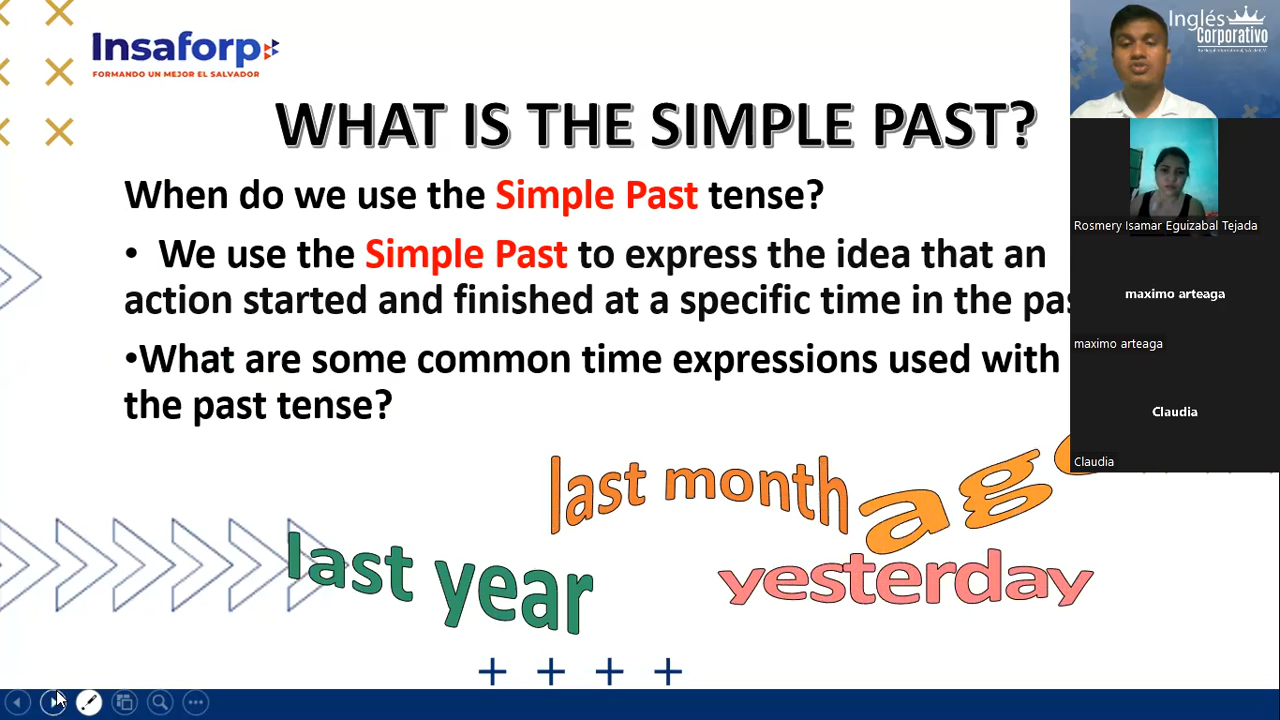 Insaforp
FORMANDO UN MEJOR EL SALVADOR
Inglés
Corporativo
WHAT IS THE SIMPLE PAST?
When do we use the Simple Past tense?
• We use the Simple Past to express the idea that an
action started and finished at a specific time in the pas
•What are some common time expressions used with
the past tense?
last month
ago
last year
yesterday
Rosmery Isamar Eguizabal Tejada
maximo arteaga
maximo arteaga
Claudia
Claudia